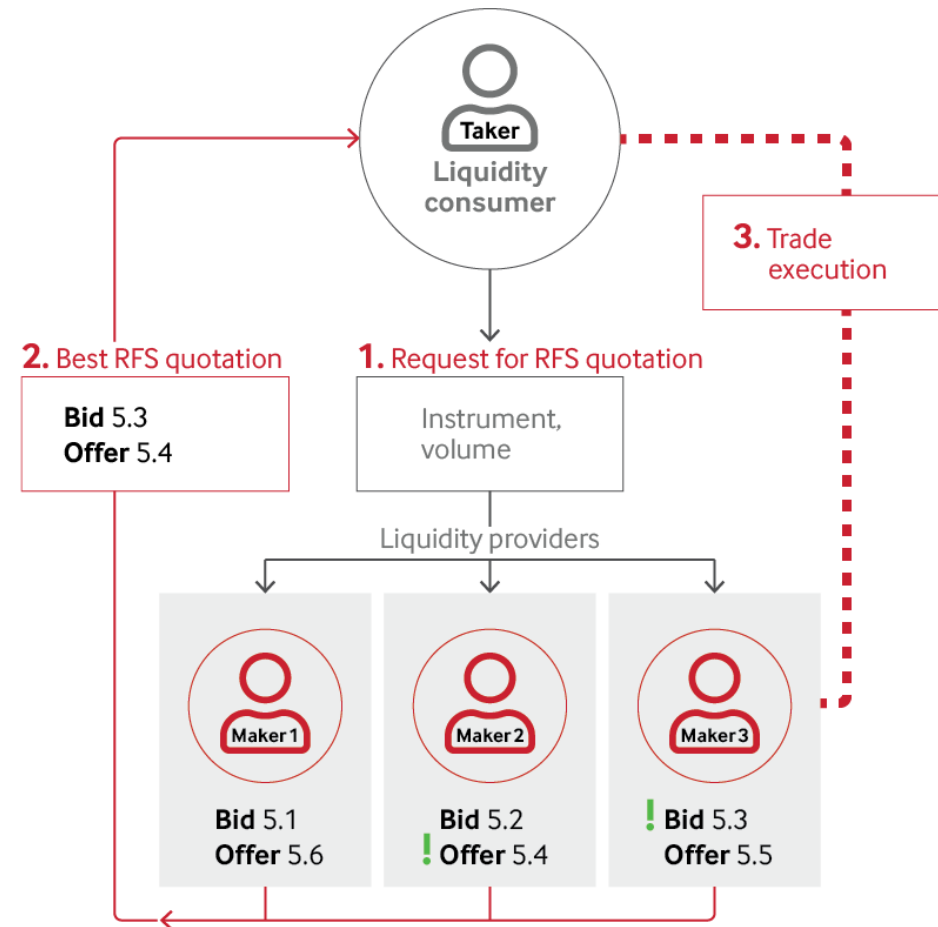 Taker
Liquidity
consumer
3. Trade
execution
2. Best RFS quotation
1. Request for RFS quotation
Bid 5.3
Offer 5.4
Instrument,
volume
Liquidity providers
Maker 1
Maker 2
Maker 3
Bid 5.1
Offer 5.6
Bid 5.2
! Offer 5.4
! Bid 5.3
Offer 5.5